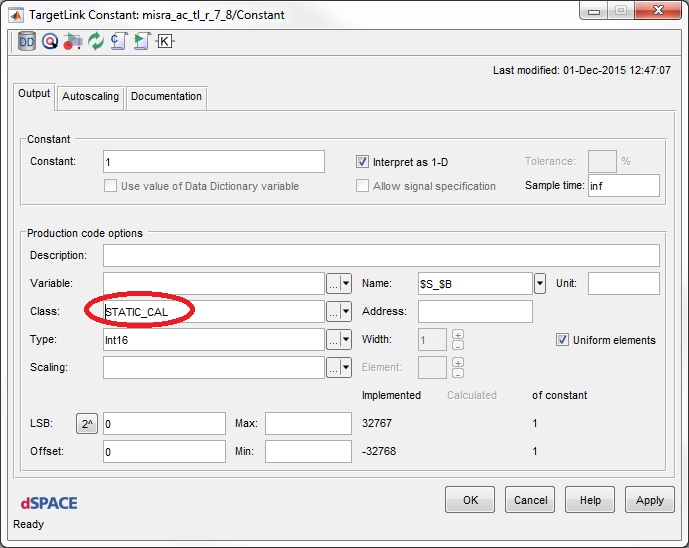 TargetLink Constant: misra_ac_tl_r_7_8/Constant
DD C K
Last modified: 01-Dec-2015 12:47:07
Output Autoscaling Documentation
Constant
Constant: 1 Interpret as 1-D Tolerance: %
Use value of Data Dictionary variable Allow signal specification Sample time: inf
Production code options
Description:
Variable: ... Name: $S_$B Unit:
Class: STATIC_CAL ... Address:
Type: Int16 ... Width: 1 + - Uniform elements
Scaling: ... Element: + -
Implemented Calculated of constant
LSB: 2^ 0 Max: 32767 1
Offset: 0 Min: -32768 1
dSPACE OK Cancel Help Apply
Ready